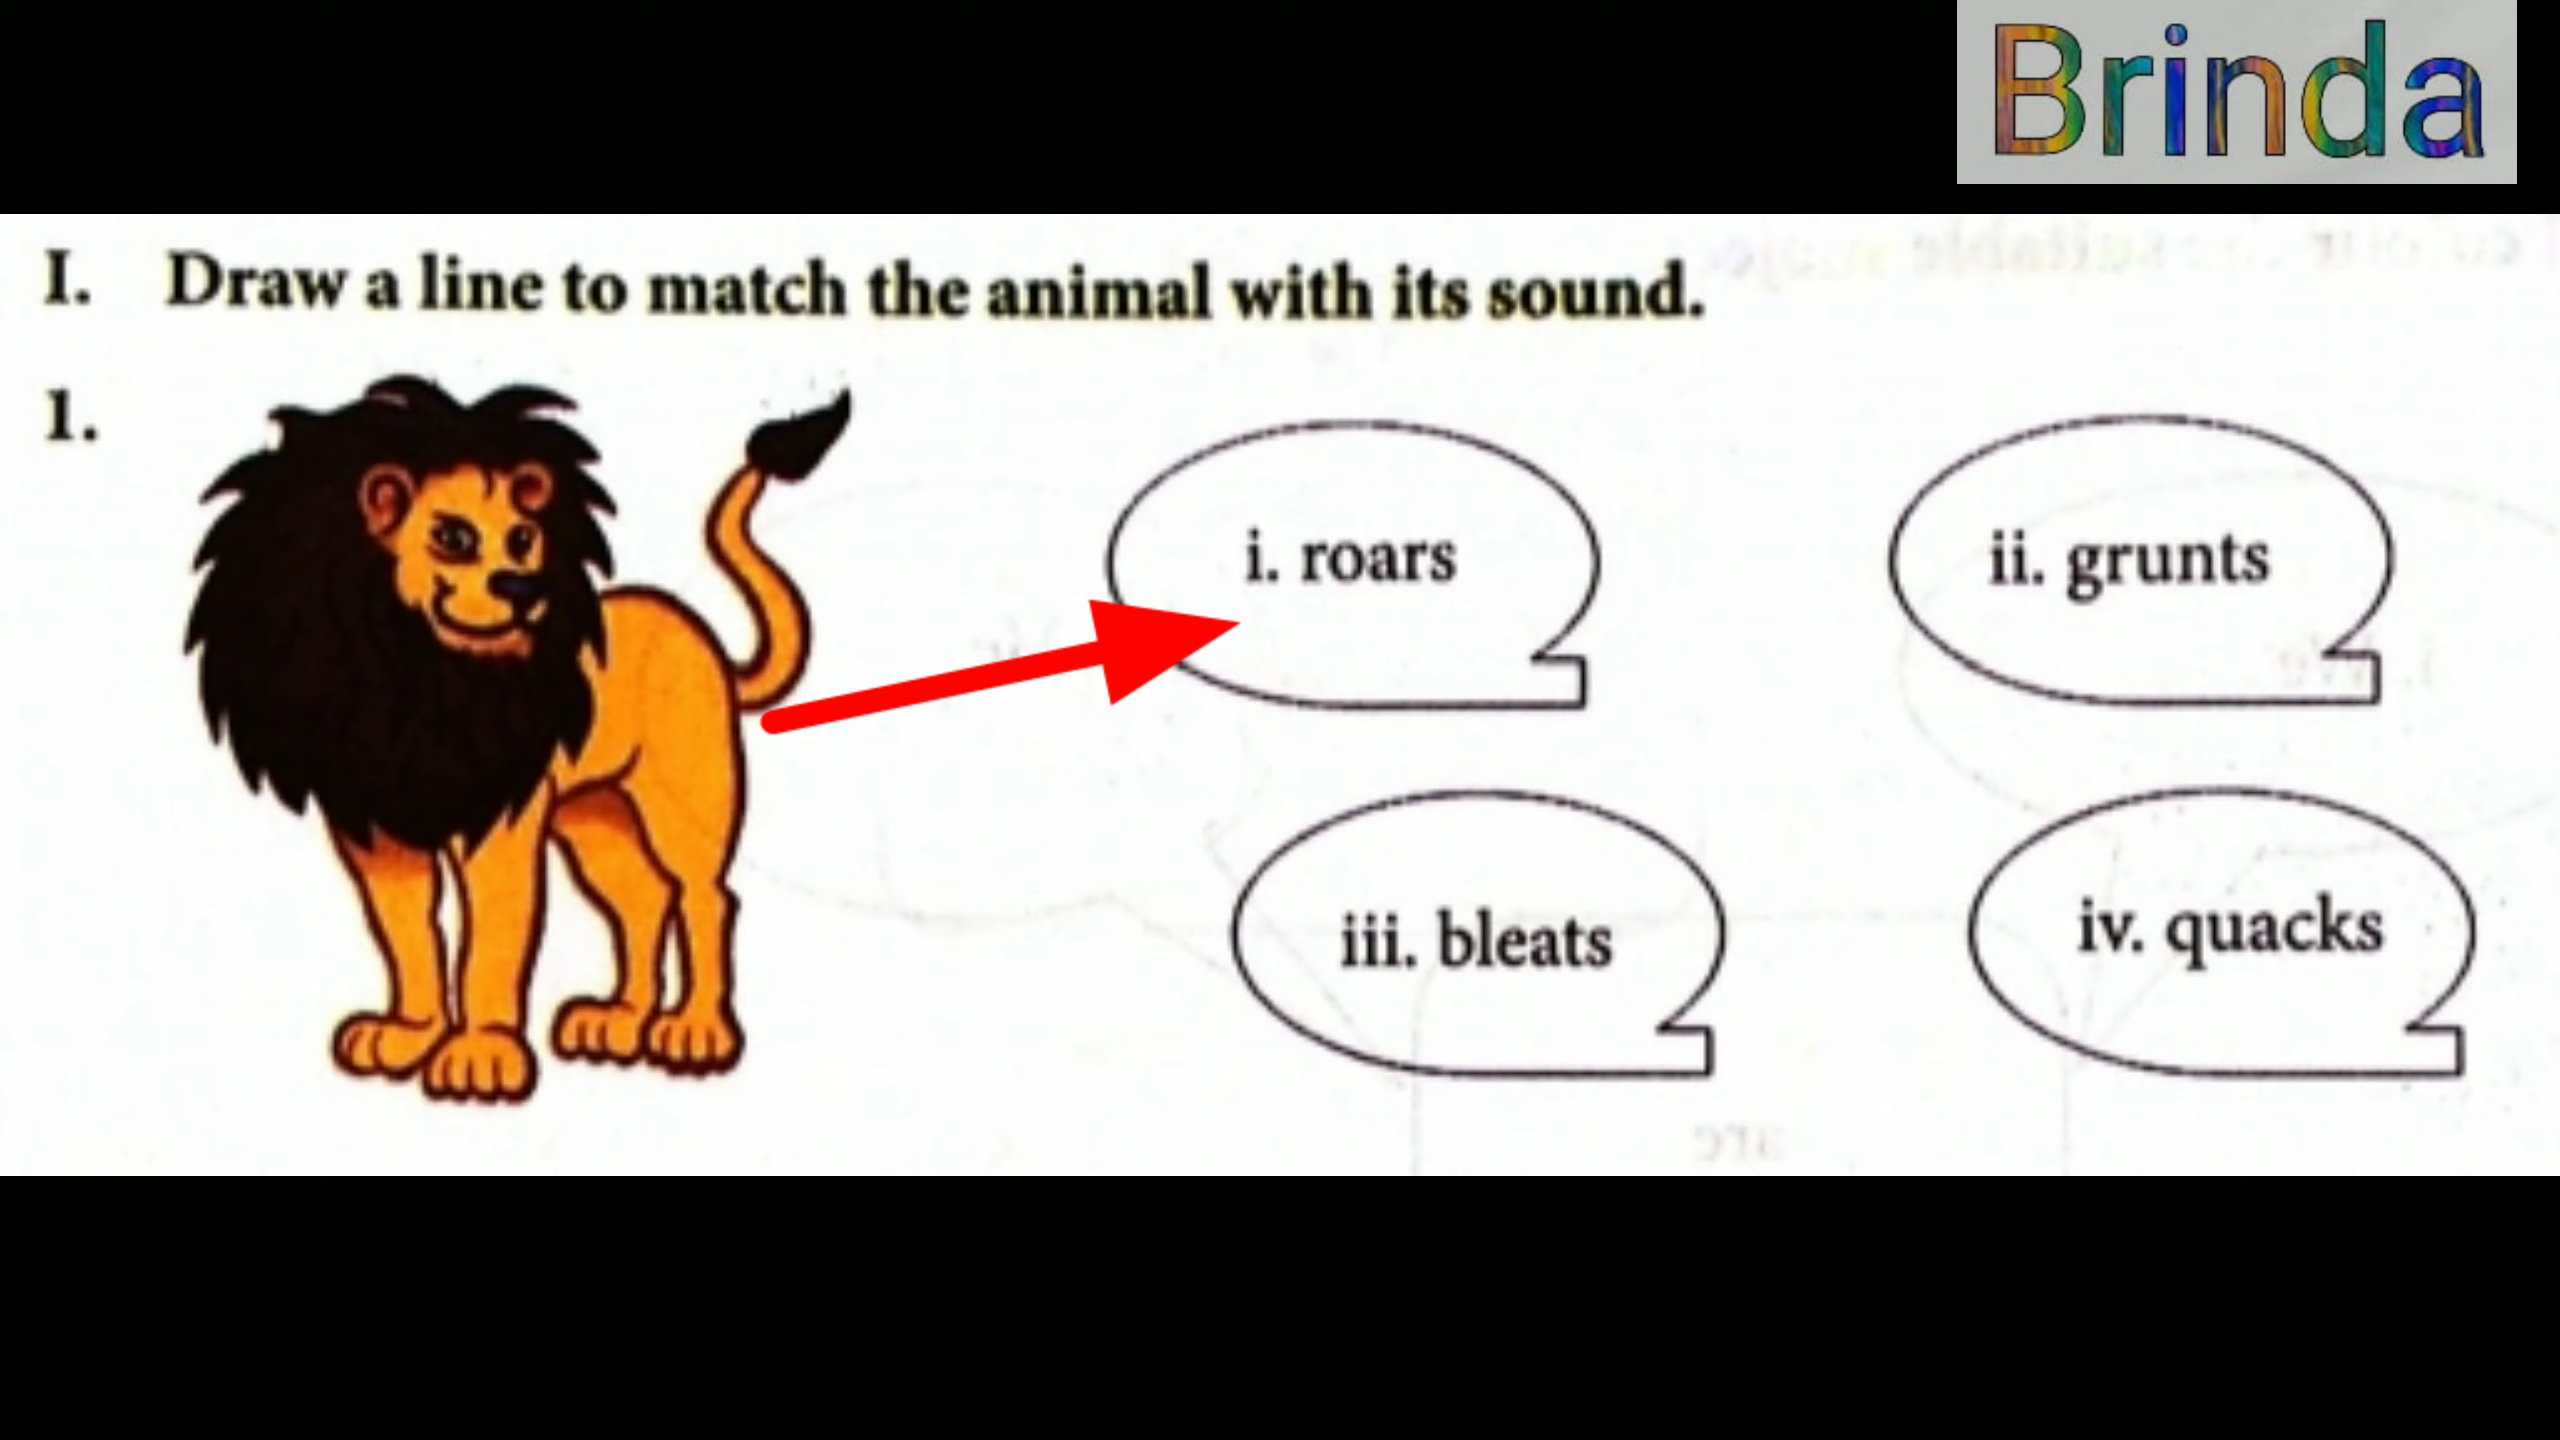 Brinda
I. Draw a line to match the animal with its sound.
1.
i. roars
ii. grunts
iii. bleats
iv. quacks